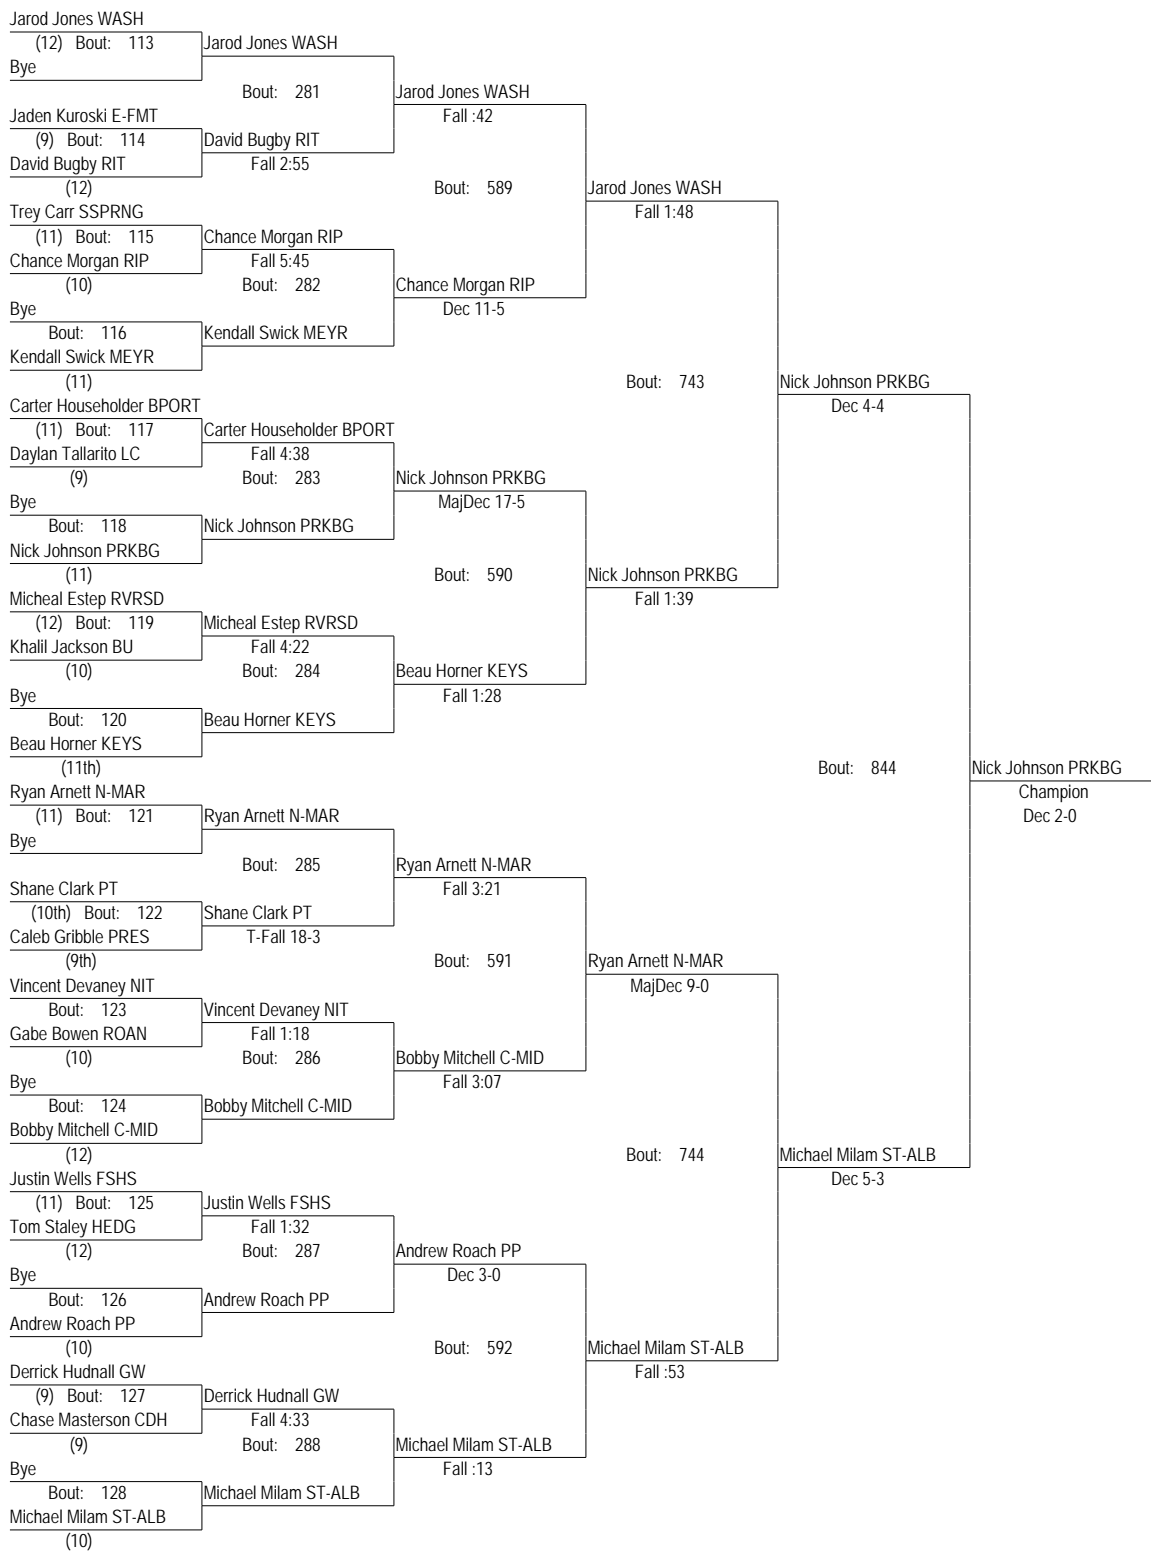 Jarod Jones WASH
(12) Bout: 113 Jarod Jones WASH
Bye
Bout: 281 Jarod Jones WASH
Jaden Kuroski E-FMT Fall :42
(9) Bout: 114 David Bugby RIT
David Bugby RIT Fall 2:55
(12) Bout: 589 Jarod Jones WASH
Trey Carr SSPRNG Fall 1:48
(11) Bout: 115 Chance Morgan RIP
Chance Morgan RIP Fall 5:45
(10) Bout: 282 Chance Morgan RIP
Bye Dec 11-5
Bout: 116 Kendall Swick MEYR
Kendall Swick MEYR
(11) Bout: 743 Nick Johnson PRKBG
Carter Householder BPORT Dec 4-4
(11) Bout: 117 Carter Householder BPORT
Daylan Tallarito LC Fall 4:38
(9) Bout: 283 Nick Johnson PRKBG
Bye MajDec 17-5
Bout: 118 Nick Johnson PRKBG
Nick Johnson PRKBG
(11) Bout: 590 Nick Johnson PRKBG
Micheal Estep RVRSD Fall 1:39
(12) Bout: 119 Micheal Estep RVRSD
Khalil Jackson BU Fall 4:22
(10) Bout: 284 Beau Horner KEYS
Bye Fall 1:28
Bout: 120 Beau Horner KEYS
Beau Horner KEYS
(11th) Bout: 844 Nick Johnson PRKBG
Ryan Arnett N-MAR Champion
(11) Bout: 121 Ryan Arnett N-MAR Dec 2-0
Bye
Bout: 285 Ryan Arnett N-MAR
Shane Clark PT Fall 3:21
(10th) Bout: 122 Shane Clark PT
Caleb Gribble PRES T-Fall 18-3
(9th) Bout: 591 Ryan Arnett N-MAR
Vincent Devaney NIT MajDec 9-0
Bout: 123 Vincent Devaney NIT
Gabe Bowen ROAN Fall 1:18
(10) Bout: 286 Bobby Mitchell C-MID
Bye Fall 3:07
Bout: 124 Bobby Mitchell C-MID
Bobby Mitchell C-MID
(12) Bout: 744 Michael Milam ST-ALB
Justin Wells FSHS Dec 5-3
(11) Bout: 125 Justin Wells FSHS
Tom Staley HEDG Fall 1:32
(12) Bout: 287 Andrew Roach PP
Bye Dec 3-0
Bout: 126 Andrew Roach PP
Andrew Roach PP
(10) Bout: 592 Michael Milam ST-ALB
Derrick Hudnall GW Fall :53
(9) Bout: 127 Derrick Hudnall GW
Chase Masterson CDH Fall 4:33
(9) Bout: 288 Michael Milam ST-ALB
Bye Fall :13
Bout: 128 Michael Milam ST-ALB
Michael Milam ST-ALB
(10)